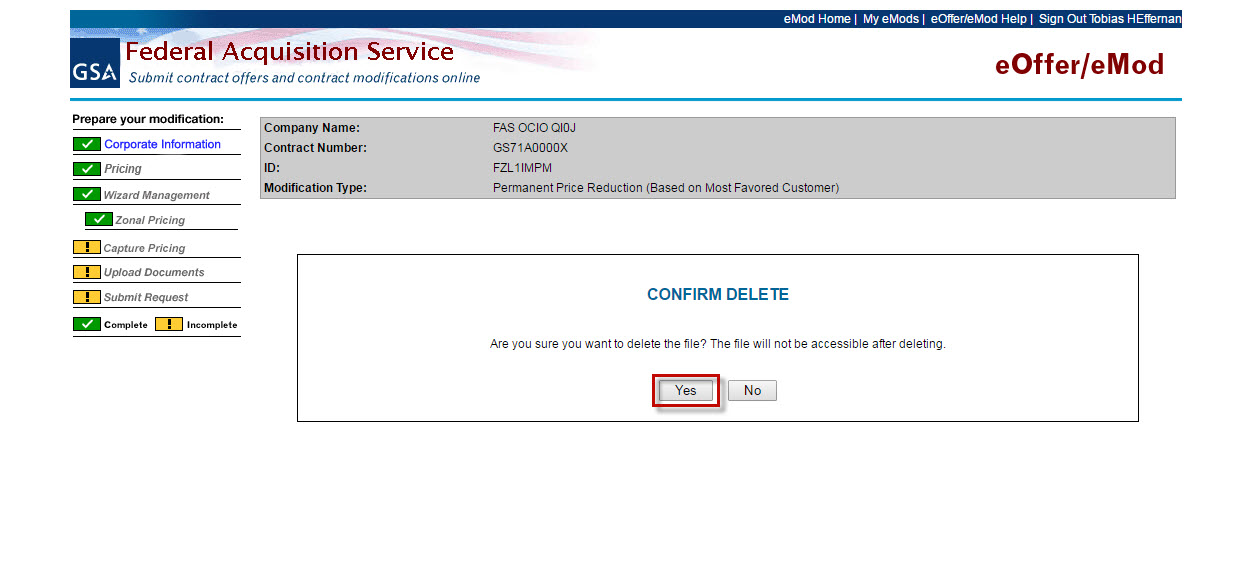 eMod Home | My eMods | eOffer/eMod Help | Sign Out Tobias HEffernan
GSA
Federal Acquisition Service
Submit contract offers and contract modifications online
eOffer/eMod
Prepare your modification:
Corporate Information
Pricing
Wizard Management
Zonal Pricing
! Capture Pricing
! Upload Documents
! Submit Request
Complete ! Incomplete
Company Name: FAS OCIO QI0J
Contract Number: GS71A0000X
ID: FZL1IMPM
Modification Type: Permanent Price Reduction (Based on Most Favored Customer)
CONFIRM DELETE
Are you sure you want to delete the file? The file will not be accessible after deleting.
Yes No